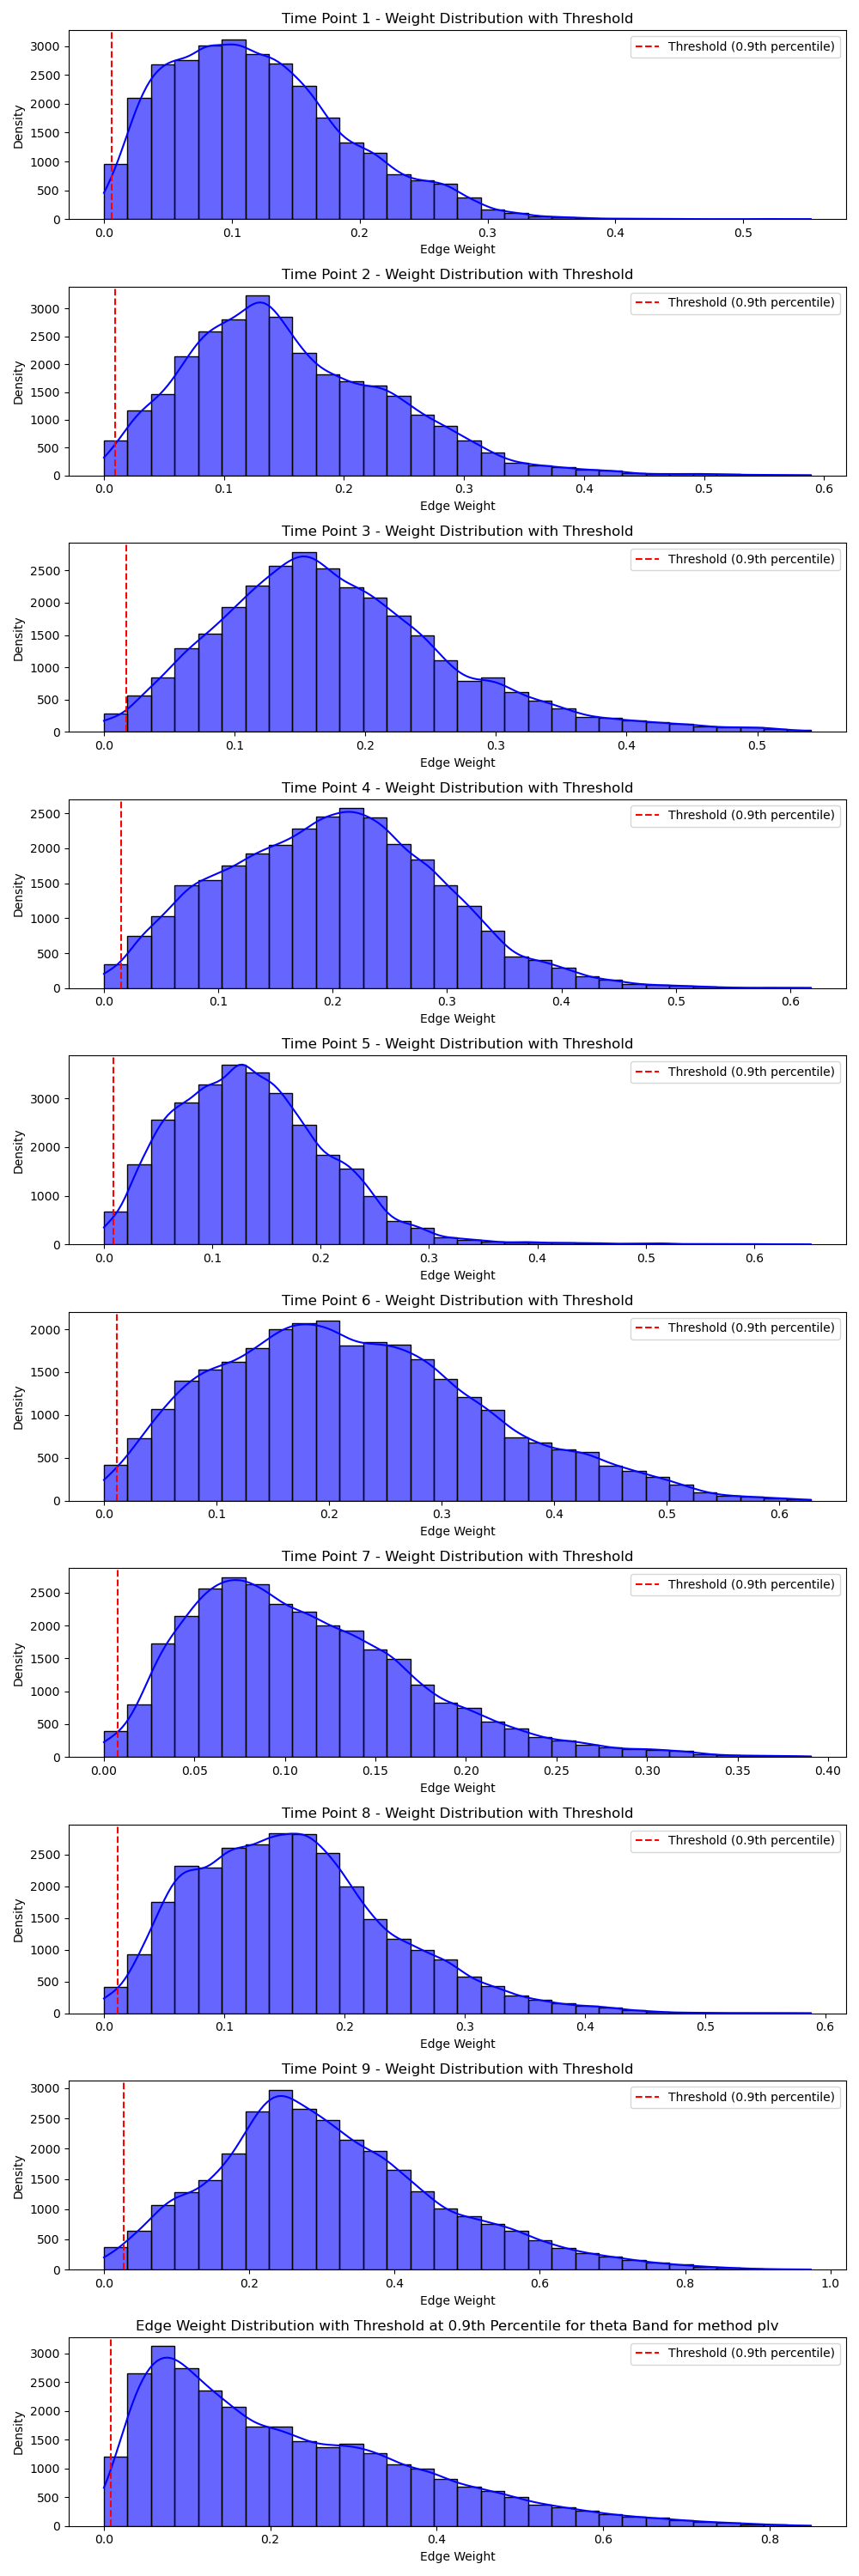 Time Point 1 - Weight Distribution with Threshold
Threshold (0.9th percentile)
Density
3000
2500
2000
1500
1000
500
0
0.0 0.1 0.2 0.3 0.4 0.5
Edge Weight
Time Point 2 - Weight Distribution with Threshold
Threshold (0.9th percentile)
Density
3000
2500
2000
1500
1000
500
0
0.0 0.1 0.2 0.3 0.4 0.5 0.6
Edge Weight
Time Point 3 - Weight Distribution with Threshold
Threshold (0.9th percentile)
Density
2500
2000
1500
1000
500
0
0.0 0.1 0.2 0.3 0.4 0.5
Edge Weight
Time Point 4 - Weight Distribution with Threshold
Threshold (0.9th percentile)
Density
2500
2000
1500
1000
500
0
0.0 0.1 0.2 0.3 0.4 0.5 0.6
Edge Weight
Time Point 5 - Weight Distribution with Threshold
Threshold (0.9th percentile)
Density
3000
2000
1000
0
0.0 0.1 0.2 0.3 0.4 0.5 0.6
Edge Weight
Time Point 6 - Weight Distribution with Threshold
Threshold (0.9th percentile)
Density
2000
1500
1000
500
0
0.0 0.1 0.2 0.3 0.4 0.5 0.6
Edge Weight
Time Point 7 - Weight Distribution with Threshold
Threshold (0.9th percentile)
Density
2500
2000
1500
1000
500
0
0.00 0.05 0.10 0.15 0.20 0.25 0.30 0.35 0.40
Edge Weight
Time Point 8 - Weight Distribution with Threshold
Threshold (0.9th percentile)
Density
2500
2000
1500
1000
500
0
0.0 0.1 0.2 0.3 0.4 0.5 0.6
Edge Weight
Time Point 9 - Weight Distribution with Threshold
Threshold (0.9th percentile)
Density
3000
2500
2000
1500
1000
500
0
0.0 0.2 0.4 0.6 0.8 1.0
Edge Weight
Edge Weight Distribution with Threshold at 0.9th Percentile for theta Band for method plv
Threshold (0.9th percentile)
Density
3000
2500
2000
1500
1000
500
0
0.0 0.2 0.4 0.6 0.8
Edge Weight